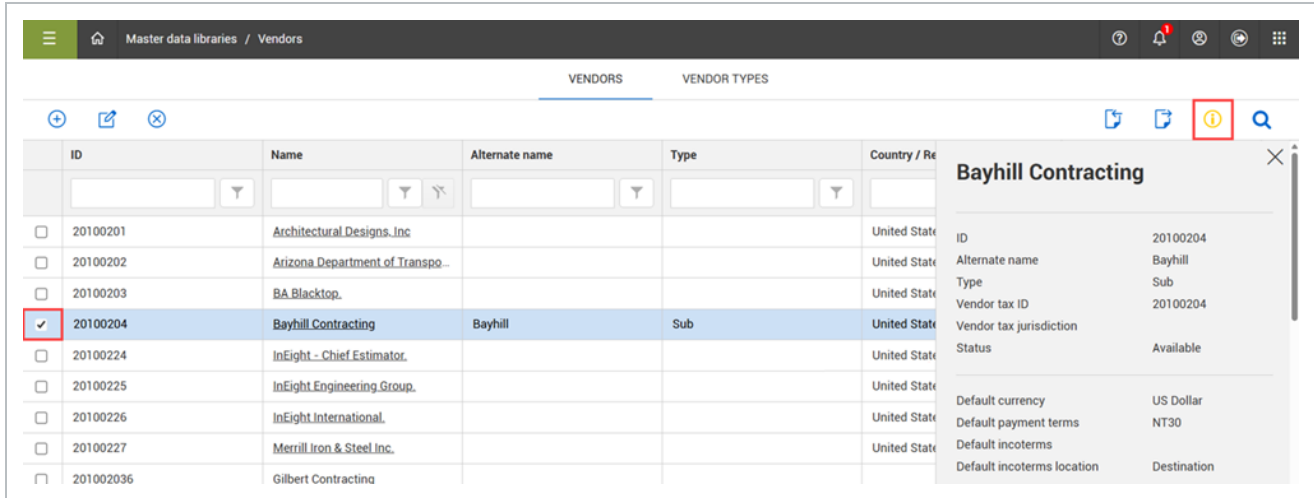 Master data libraries / Vendors
1
VENDORS VENDOR TYPES
ID Name Alternate name Type Country / Re
Bayhill Contracting
20100201 Architectural Designs, Inc United State
20100202 Arizona Department of Transpo... United State
20100203 BA Blacktop. United State
20100204 Bayhill Contracting Bayhill Sub United State
20100224 InEight - Chief Estimator. United State
20100225 InEight Engineering Group. United State
20100226 InEight International. United State
20100227 Merrill Iron & Steel Inc. United State
201002036 Gilbert Contracting
ID 20100204
Alternate name Bayhill
Type Sub
Vendor tax ID 20100204
Vendor tax jurisdiction
Status Available
Default currency US Dollar
Default payment terms NT30
Default incoterms
Default incoterms location Destination